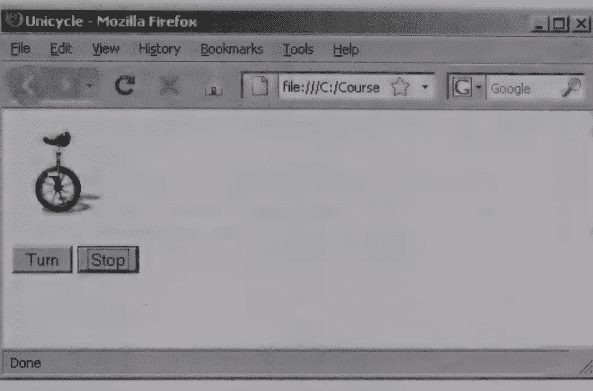 Unicycle - Mozilla Firefox
File Edit View History Bookmarks Tools Help
file:///C:/Course G Google
Turn Stop
Done